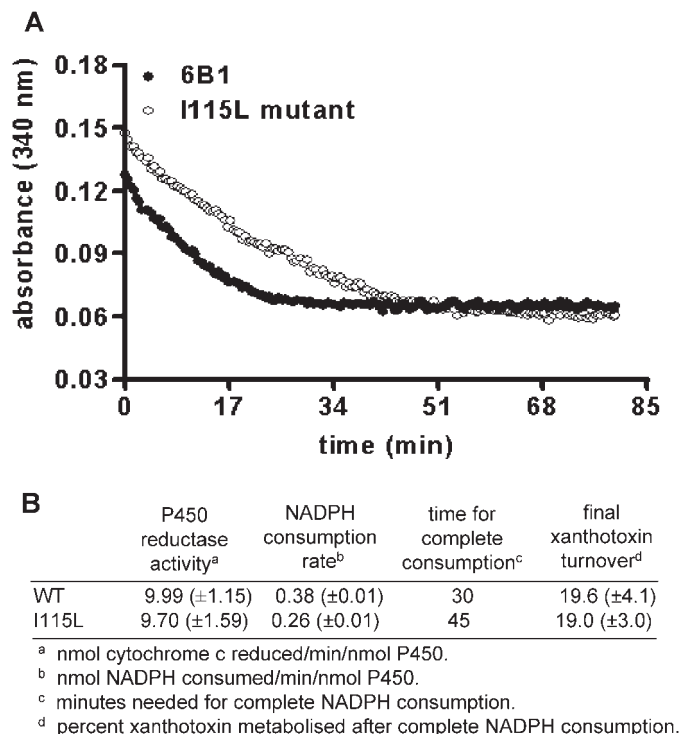 A
absorbance (340 nm)
0.18
0.15
0.12
0.09
0.06
0.03
6B1
I115L mutant
0 17 34 51 68 85
time (min)
B
P450 reductase activityᵃ
NADPH consumption rateᵇ
time for complete consumptionᶜ
final xanthotoxin turnoverᵈ
WT 9.99 (±1.15) 0.38 (±0.01) 30 19.6 (±4.1)
I115L 9.70 (±1.59) 0.26 (±0.01) 45 19.0 (±3.0)
ᵃ nmol cytochrome c reduced/min/nmol P450.
ᵇ nmol NADPH consumed/min/nmol P450.
ᶜ minutes needed for complete NADPH consumption.
ᵈ percent xanthotoxin metabolised after complete NADPH consumption.